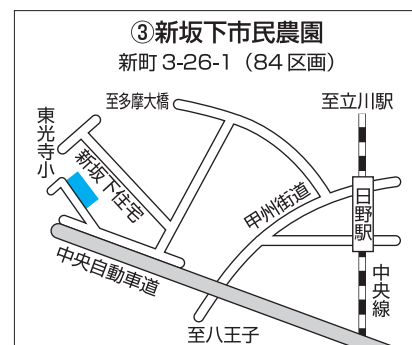 ③新坂下市民農園
新町3-26-1（84区画）
至多摩大橋
至立川駅
東光寺小
新坂下住宅
甲州街道
日野駅
中央自動車道
中央線
至八王子